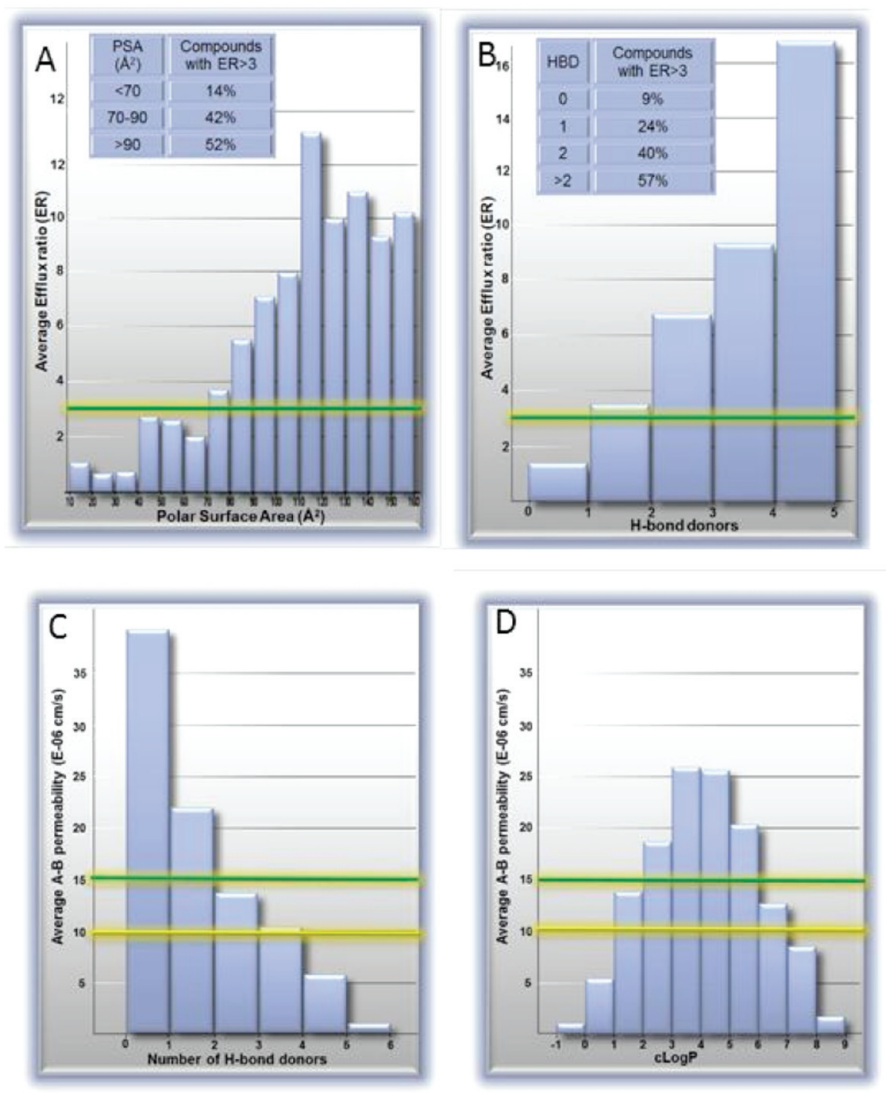 A
PSA (Å²) Compounds with ER>3
<70 14%
70-90 42%
>90 52%
Average Efflux ratio (ER)
12
12
10
8
6
4
2
10 20 30 40 50 60 70 80 90 100 110 120 130 140 150 160
Polar Surface Area (Å²)
B
HBD Compounds with ER>3
0 9%
1 24%
2 40%
>2 57%
Average Efflux ratio (ER)
16
14
12
10
8
6
4
2
0 1 2 3 4 5
H-bond donors
C
Average A-B permeability (E-06 cm/s)
35
30
25
20
15
10
5
0 1 2 3 4 5 6
Number of H-bond donors
D
Average A-B permeability (E-06 cm/s)
35
30
25
20
15
10
5
-1 0 1 2 3 4 5 6 7 8 9
cLogP